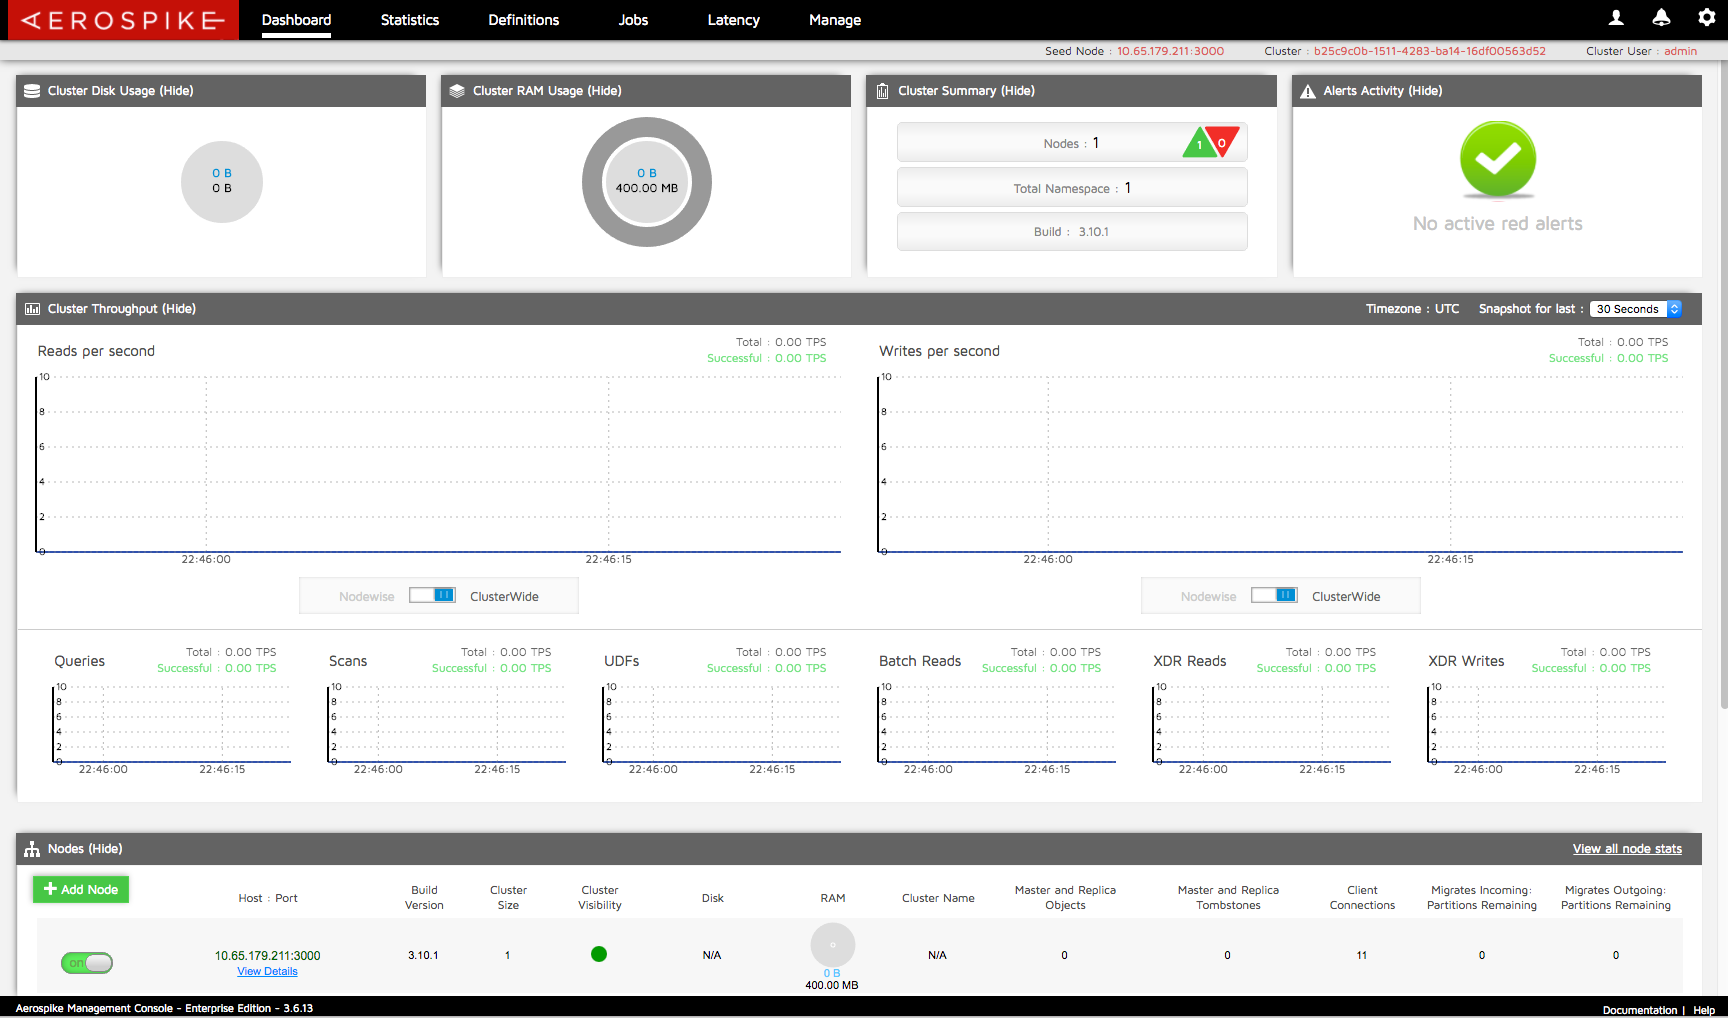 AEROSPIKE Dashboard Statistics Definitions Jobs Latency Manage
Seed Node : 10.65.179.211:3000 Cluster : b25c9c0b-1511-4283-ba14-16df00563d52 Cluster User : admin
Cluster Disk Usage (Hide)
0 B
0 B
Cluster RAM Usage (Hide)
0 B
400.00 MB
Cluster Summary (Hide)
Nodes : 1 1 0
Total Namespace : 1
Build : 3.10.1
Alerts Activity (Hide)
No active red alerts
Cluster Throughput (Hide) Timezone : UTC Snapshot for last : 30 Seconds
Reads per second
Total : 0.00 TPS
Successful : 0.00 TPS
10
8
6
4
2
0
22:46:00 22:46:15
Nodewise ClusterWide
Writes per second
Total : 0.00 TPS
Successful : 0.00 TPS
10
8
6
4
2
0
22:46:00 22:46:15
Nodewise ClusterWide
Queries
Total : 0.00 TPS
Successful : 0.00 TPS
10
8
6
4
2
0
22:46:00 22:46:15
Scans
Total : 0.00 TPS
Successful : 0.00 TPS
10
8
6
4
2
0
22:46:00 22:46:15
UDFs
Total : 0.00 TPS
Successful : 0.00 TPS
10
8
6
4
2
0
22:46:00 22:46:15
Batch Reads
Total : 0.00 TPS
Successful : 0.00 TPS
10
8
6
4
2
0
22:46:00 22:46:15
XDR Reads
Total : 0.00 TPS
Successful : 0.00 TPS
10
8
6
4
2
0
22:46:00 22:46:15
XDR Writes
Total : 0.00 TPS
Successful : 0.00 TPS
10
8
6
4
2
0
22:46:00 22:46:15
Nodes (Hide) View all node stats
Add Node
Host : Port
Build
Version
Cluster
Size
Cluster
Visibility
Disk
RAM
Cluster Name
Master and Replica
Objects
Master and Replica
Tombstones
Client
Connections
Migrates Incoming:
Partitions Remaining
Migrates Outgoing:
Partitions Remaining
on
10.65.179.211:3000
View Details
3.10.1
1
N/A
0
0 B
400.00 MB
N/A
0
0
11
0
0
Aerospike Management Console - Enterprise Edition - 3.6.13 Documentation | Help